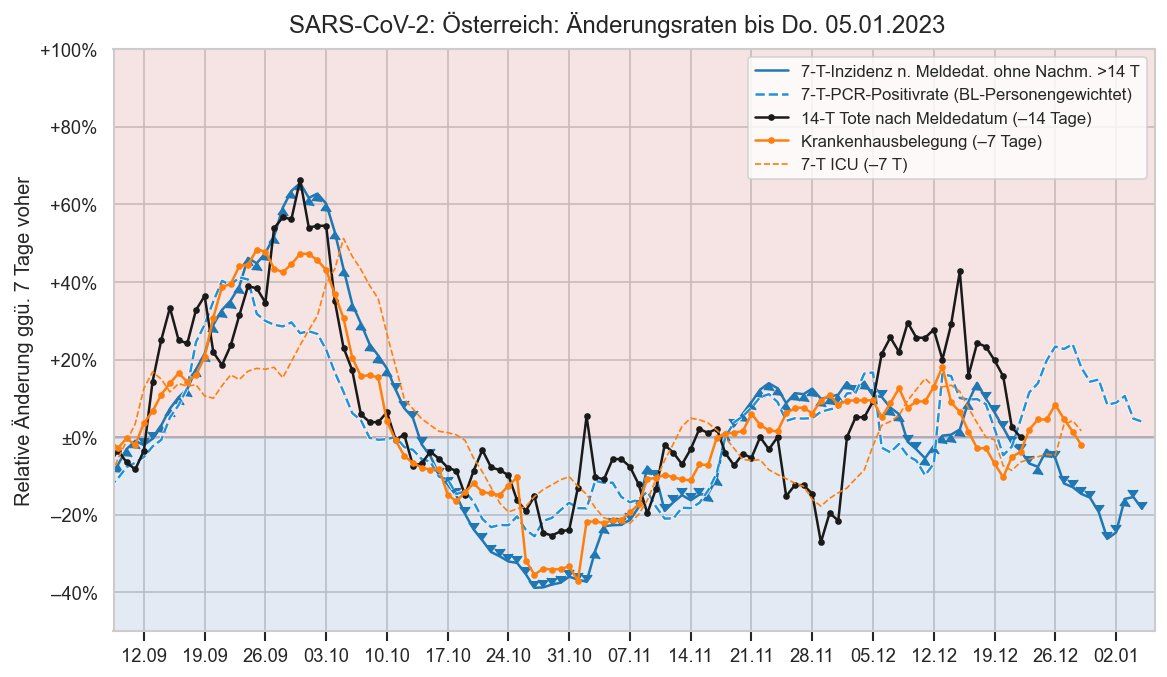 SARS-CoV-2: Österreich: Änderungsraten bis Do. 05.01.2023
Relative Änderung ggü. 7 Tage voher
+100%
+80%
+60%
+40%
+20%
±0%
–20%
–40%
7-T-Inzidenz n. Meldedat. ohne Nachm. >14 T
7-T-PCR-Positivrate (BL-Personengewichtet)
14-T Tote nach Meldedatum (–14 Tage)
Krankenhausbelegung (–7 Tage)
7-T ICU (–7 T)
12.09 19.09 26.09 03.10 10.10 17.10 24.10 31.10 07.11 14.11 21.11 28.11 05.12 12.12 19.12 26.12 02.01